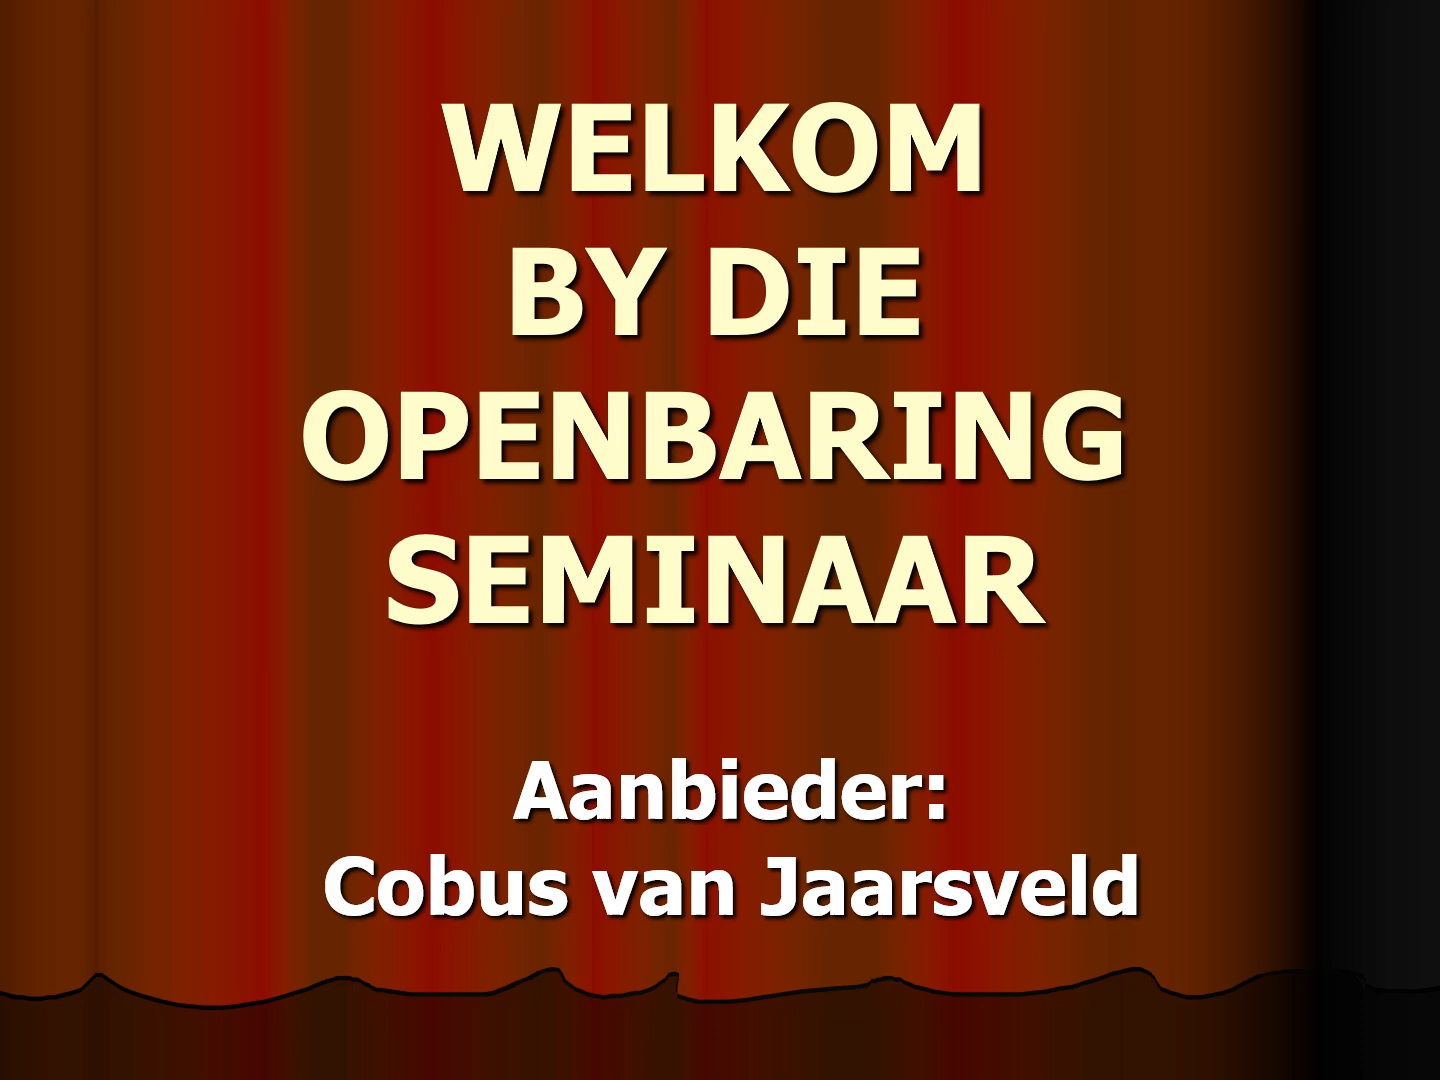 WELKOM
BY DIE
OPENBARING
SEMINAAR
Aanbieder:
Cobus van Jaarsveld